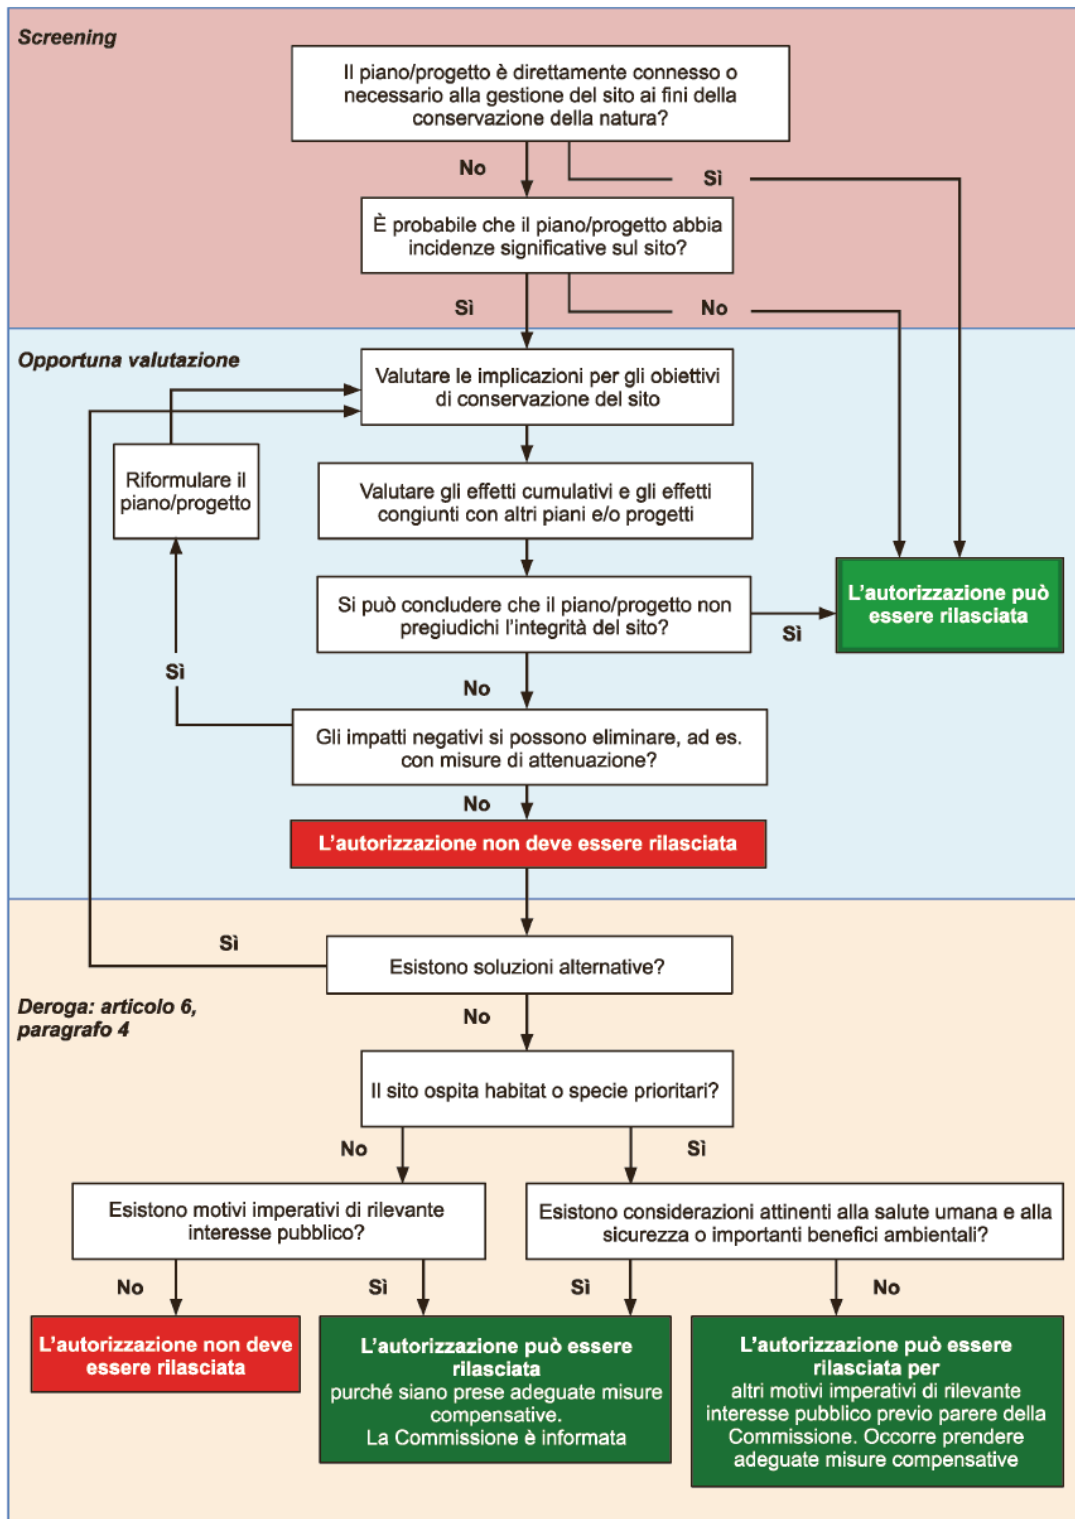 Screening
Il piano/progetto è direttamente connesso o
necessario alla gestione del sito ai fini della
conservazione della natura?
No
Sì
È probabile che il piano/progetto abbia
incidenze significative sul sito?
Sì
No
Opportuna valutazione
Valutare le implicazioni per gli obiettivi
di conservazione del sito
Riformulare il
piano/progetto
Valutare gli effetti cumulativi e gli effetti
congiunti con altri piani e/o progetti
Si può concludere che il piano/progetto non
pregiudichi l'integrità del sito?
Sì
L'autorizzazione può
essere rilasciata
Sì
No
Gli impatti negativi si possono eliminare, ad es.
con misure di attenuazione?
No
L'autorizzazione non deve essere rilasciata
Sì
Esistono soluzioni alternative?
Deroga: articolo 6,
paragrafo 4
No
Il sito ospita habitat o specie prioritari?
No
Sì
Esistono motivi imperativi di rilevante
interesse pubblico?
Esistono considerazioni attinenti alla salute umana e alla
sicurezza o importanti benefici ambientali?
No
Sì
Sì
No
L'autorizzazione non deve
essere rilasciata
L'autorizzazione può essere
rilasciata
purché siano prese adeguate misure
compensative.
La Commissione è informata
L'autorizzazione può essere
rilasciata per
altri motivi imperativi di rilevante
interesse pubblico previo parere della
Commissione. Occorre prendere
adeguate misure compensative